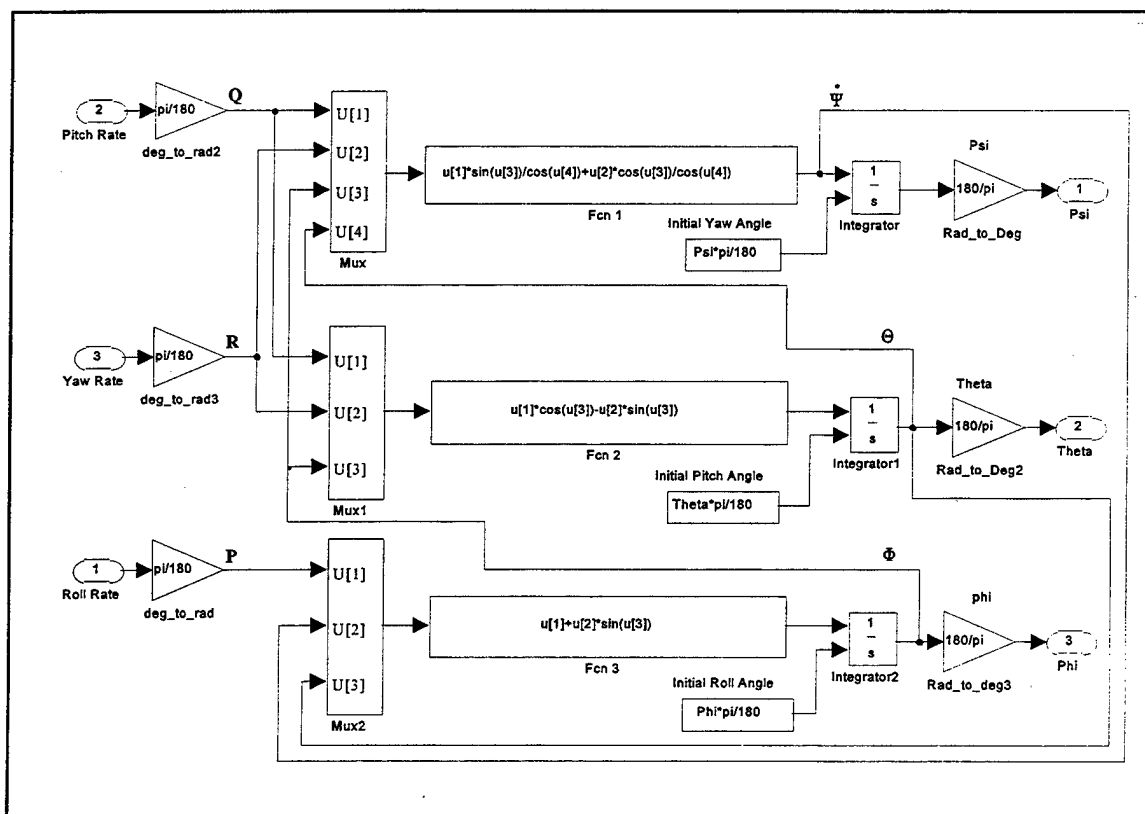 2
Pitch Rate
pi/180
deg_to_rad2
Q
U[1]
U[2]
U[3]
U[4]
Mux
u[1]*sin(u[3])/cos(u[4])+u[2]*cos(u[3])/cos(u[4])
Fcn 1
Ψ̇
Initial Yaw Angle
Psi*pi/180
1
s
Integrator
Psi
180/pi
Rad_to_Deg
1
Psi
3
Yaw Rate
pi/180
deg_to_rad3
R
U[1]
U[2]
U[3]
Mux1
u[1]*cos(u[3])-u[2]*sin(u[3])
Fcn 2
Θ
Initial Pitch Angle
Theta*pi/180
1
s
Integrator1
Theta
180/pi
Rad_to_Deg2
2
Theta
1
Roll Rate
pi/180
deg_to_rad
P
U[1]
U[2]
U[3]
Mux2
u[1]+u[2]*sin(u[3])
Fcn 3
Φ
Initial Roll Angle
Phi*pi/180
1
s
Integrator2
phi
180/pi
Rad_to_deg3
3
Phi